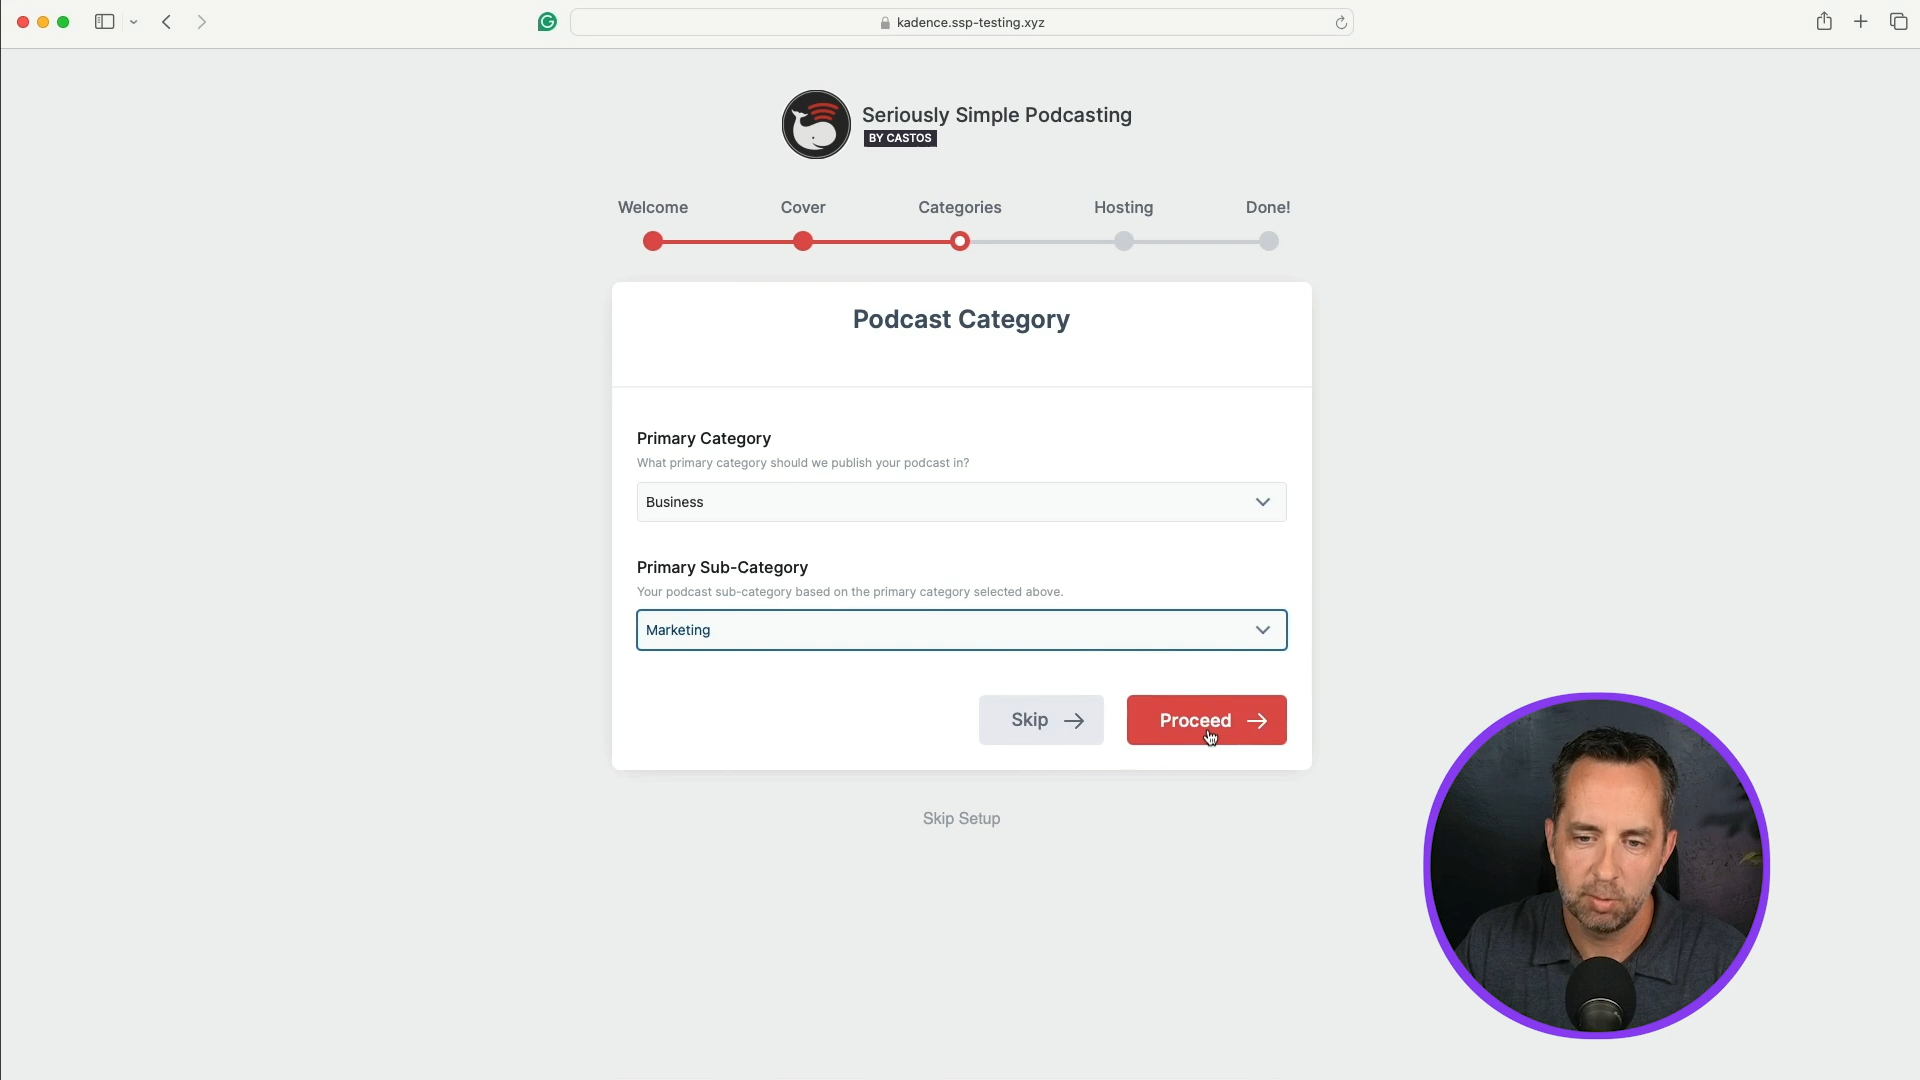 kadence.ssp-testing.xyz
Seriously Simple Podcasting
BY CASTOS
Welcome
Cover
Categories
Hosting
Done!
Podcast Category
Primary Category
What primary category should we publish your podcast in?
Business
Primary Sub-Category
Your podcast sub-category based on the primary category selected above.
Marketing
Skip
Proceed
Skip Setup